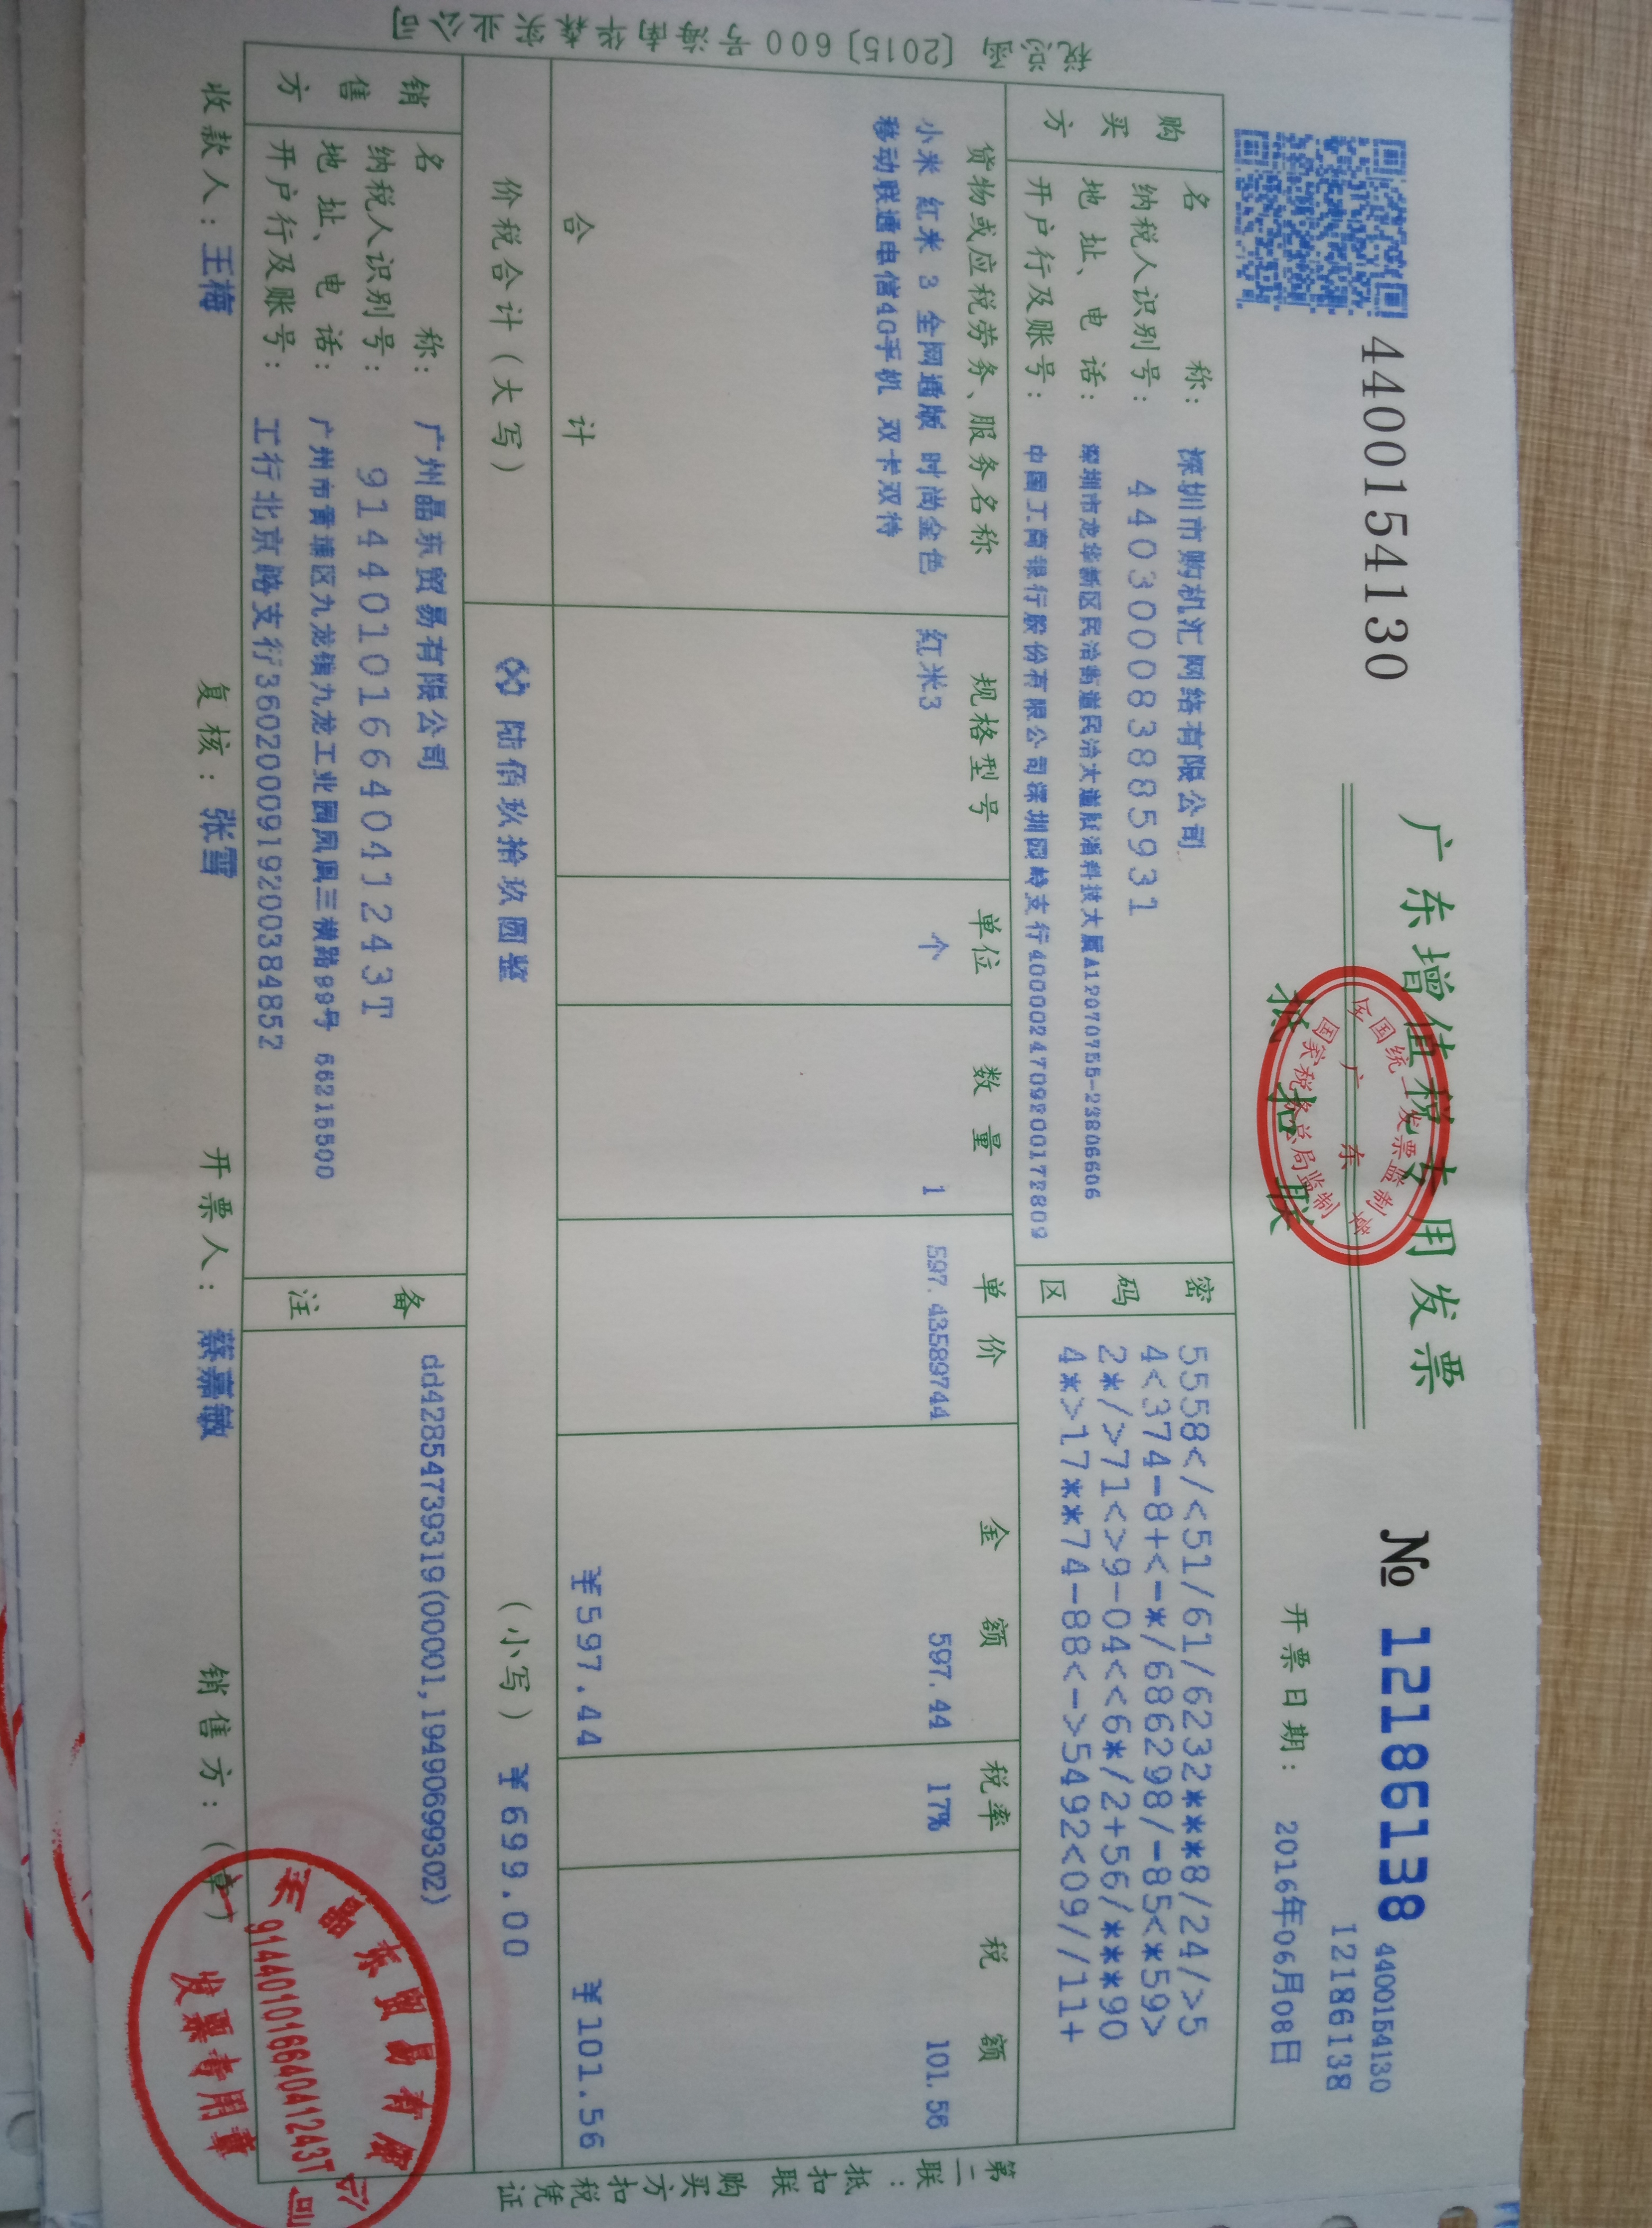 4400154130
广东增值税专用发票
抵扣联
全国统一发票监制章
广东
国家税务总局监制
№ 12186138
4400154130
12186138
开票日期: 2016年06月08日
税总函〔2015〕600号海南华森实业公司
购买方
名称: 深圳市购机汇网络有限公司
纳税人识别号: 440300083885931
地址、电话: 深圳市龙华新区民治街道民治大道展滔科技大厦A12070755-23806606
开户行及账号: 中国工商银行股份有限公司深圳园岭支行4000024709200172809
密码区
5558</<51/61/6232***8/24/>5
4<374-8+<-*/686298/-85<*59>
2*/>71<>9-04<<6*/2+56/***90
4*>17**74-88<->5492<09//11+
货物或应税劳务、服务名称 规格型号 单位 数量 单价 金额 税率 税额
小米 红米 3 全网通版 时尚金色 红米3 个 1 597.43589744 597.44 17% 101.56
移动联通电信4G手机 双卡双待
合计 ¥597.44 ¥101.56
价税合计(大写) 陆佰玖拾玖圆整 (小写) ¥699.00
销售方
名称: 广州晶东贸易有限公司
纳税人识别号: 91440101664041243T
地址、电话: 广州市黄埔区九龙镇九龙工业园凤凰三横路99号 66215500
开户行及账号: 工行北京路支行3602000919200384852
备注
dd42854739319(00001,19490699302)
收款人: 王梅 复核: 张雪 开票人: 蔡嘉敏 销售方:(章)
晶东贸易有限公司
91440101664041243T
发票专用章
第二联:抵扣联 购买方扣税凭证